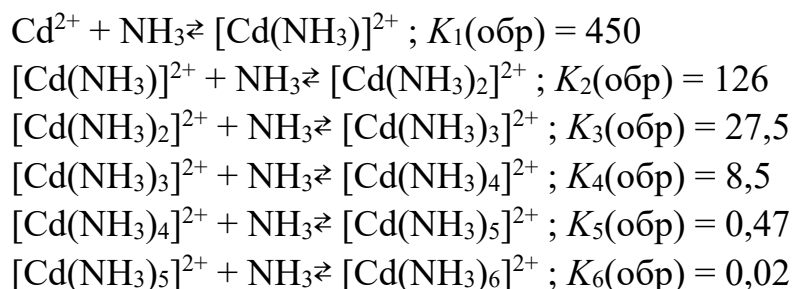 Cd²⁺ + NH₃⇄ [Cd(NH₃)]²⁺ ; K₁(обр) = 450
[Cd(NH₃)]²⁺ + NH₃⇄ [Cd(NH₃)₂]²⁺ ; K₂(обр) = 126
[Cd(NH₃)₂]²⁺ + NH₃⇄ [Cd(NH₃)₃]²⁺ ; K₃(обр) = 27,5
[Cd(NH₃)₃]²⁺ + NH₃⇄ [Cd(NH₃)₄]²⁺ ; K₄(обр) = 8,5
[Cd(NH₃)₄]²⁺ + NH₃⇄ [Cd(NH₃)₅]²⁺ ; K₅(обр) = 0,47
[Cd(NH₃)₅]²⁺ + NH₃⇄ [Cd(NH₃)₆]²⁺ ; K₆(обр) = 0,02